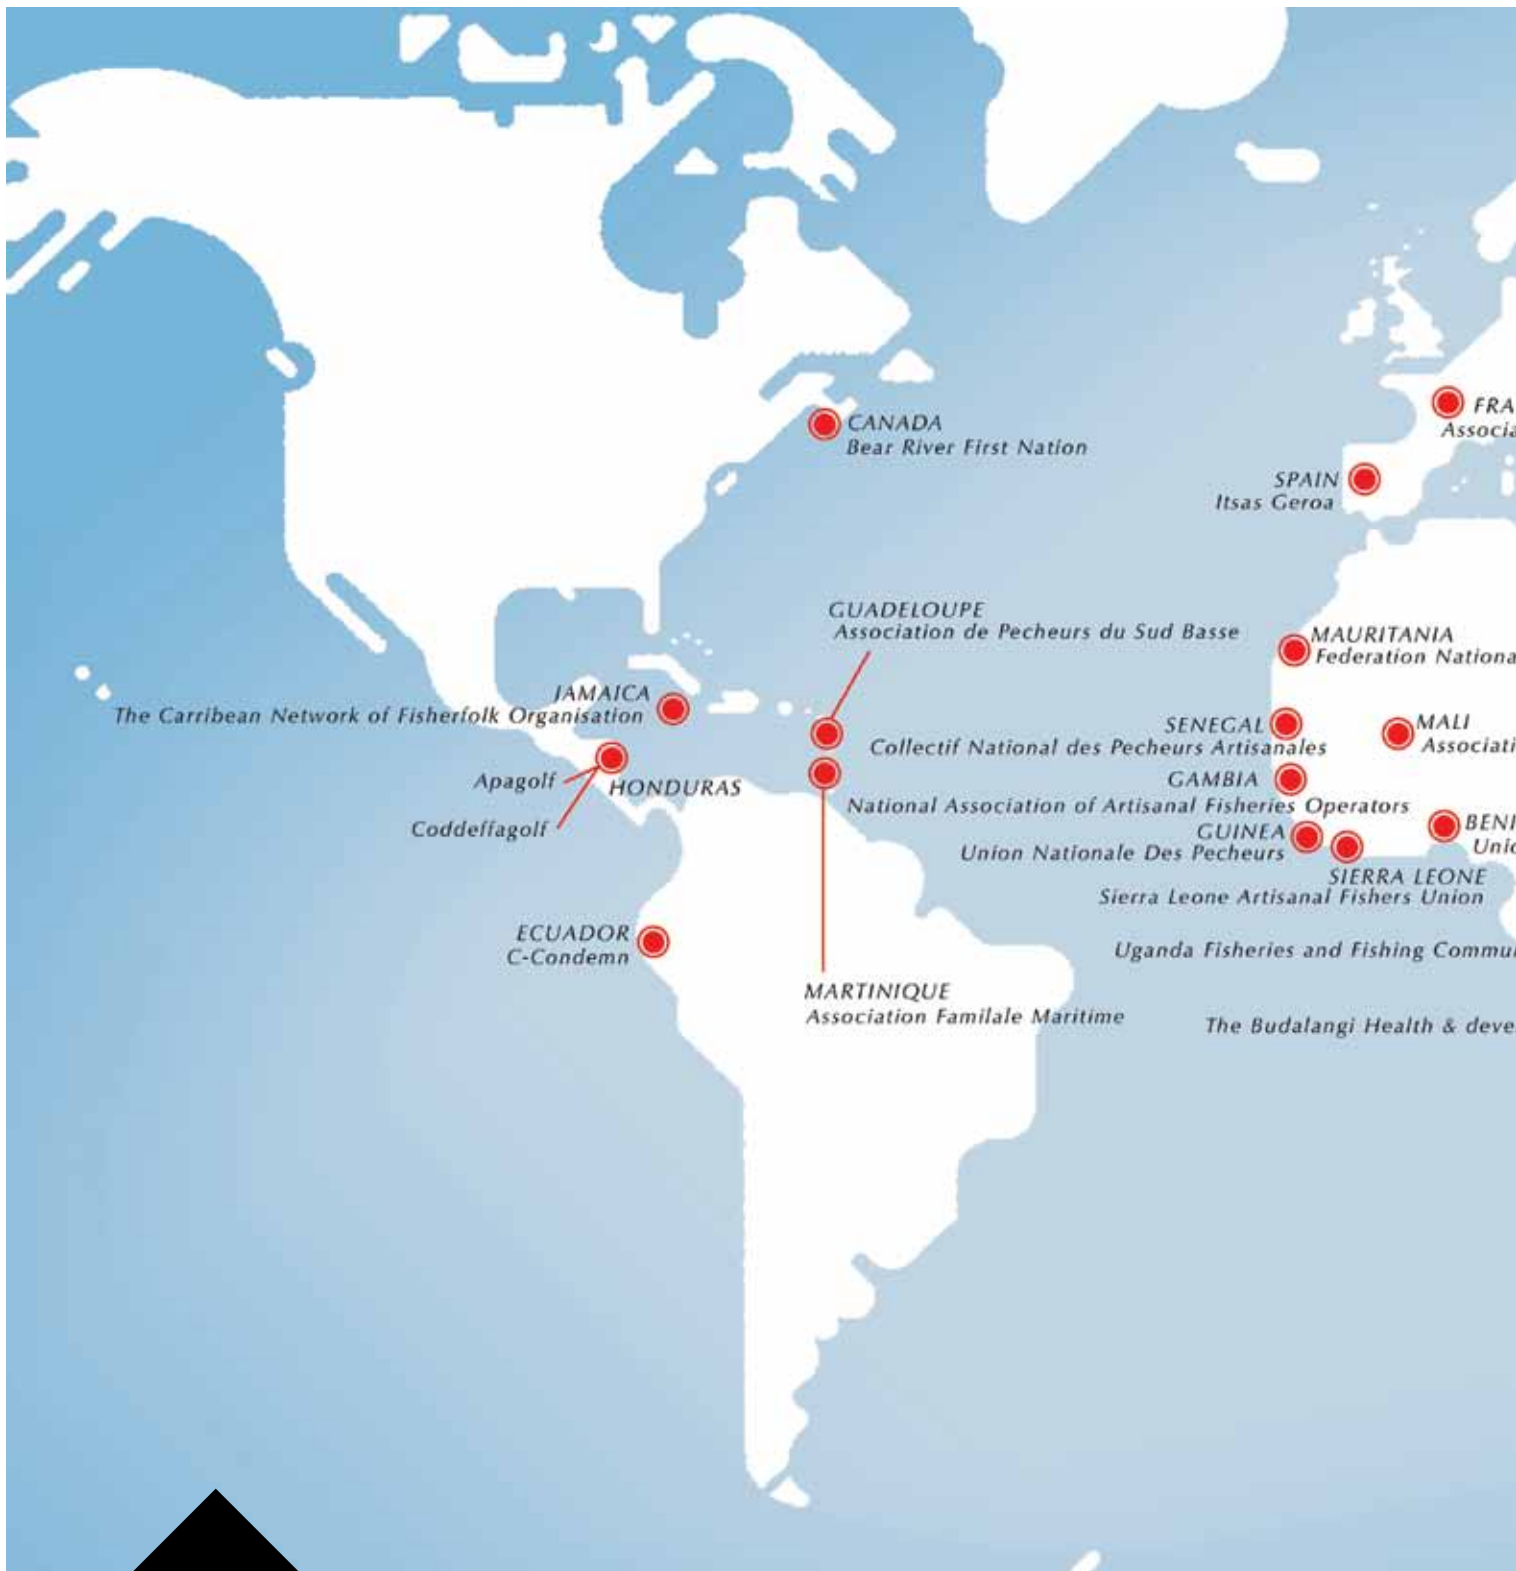 CANADA
Bear River First Nation
FRA
Associa
SPAIN
Itsas Geroa
GUADELOUPE
Association de Pecheurs du Sud Basse
MAURITANIA
Federation Nationa
JAMAICA
The Carribean Network of Fisherfolk Organisation
SENEGAL
Collectif National des Pecheurs Artisanales
MALI
Associati
Apagolf
HONDURAS
Coddeffagolf
GAMBIA
National Association of Artisanal Fisheries Operators
GUINEA
Union Nationale Des Pecheurs
BENI
Unio
SIERRA LEONE
Sierra Leone Artisanal Fishers Union
ECUADOR
C-Condemn
Uganda Fisheries and Fishing Commu
MARTINIQUE
Association Familale Maritime
The Budalangi Health & deve